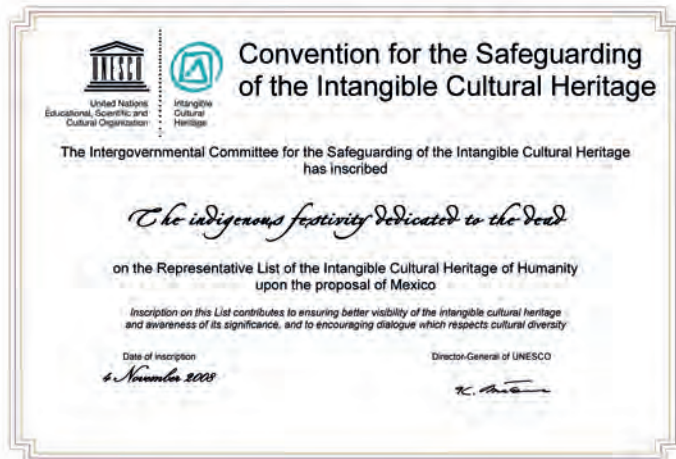 UNESCO
United Nations
Educational, Scientific and
Cultural Organization
Intangible
Cultural
Heritage
Convention for the Safeguarding
of the Intangible Cultural Heritage
The Intergovernmental Committee for the Safeguarding of the Intangible Cultural Heritage
has inscribed
The indigenous festivity dedicated to the dead
on the Representative List of the Intangible Cultural Heritage of Humanity
upon the proposal of Mexico
Inscription on this List contributes to ensuring better visibility of the intangible cultural heritage
and awareness of its significance, and to encouraging dialogue which respects cultural diversity
Date of inscription
4 November 2008
Director-General of UNESCO